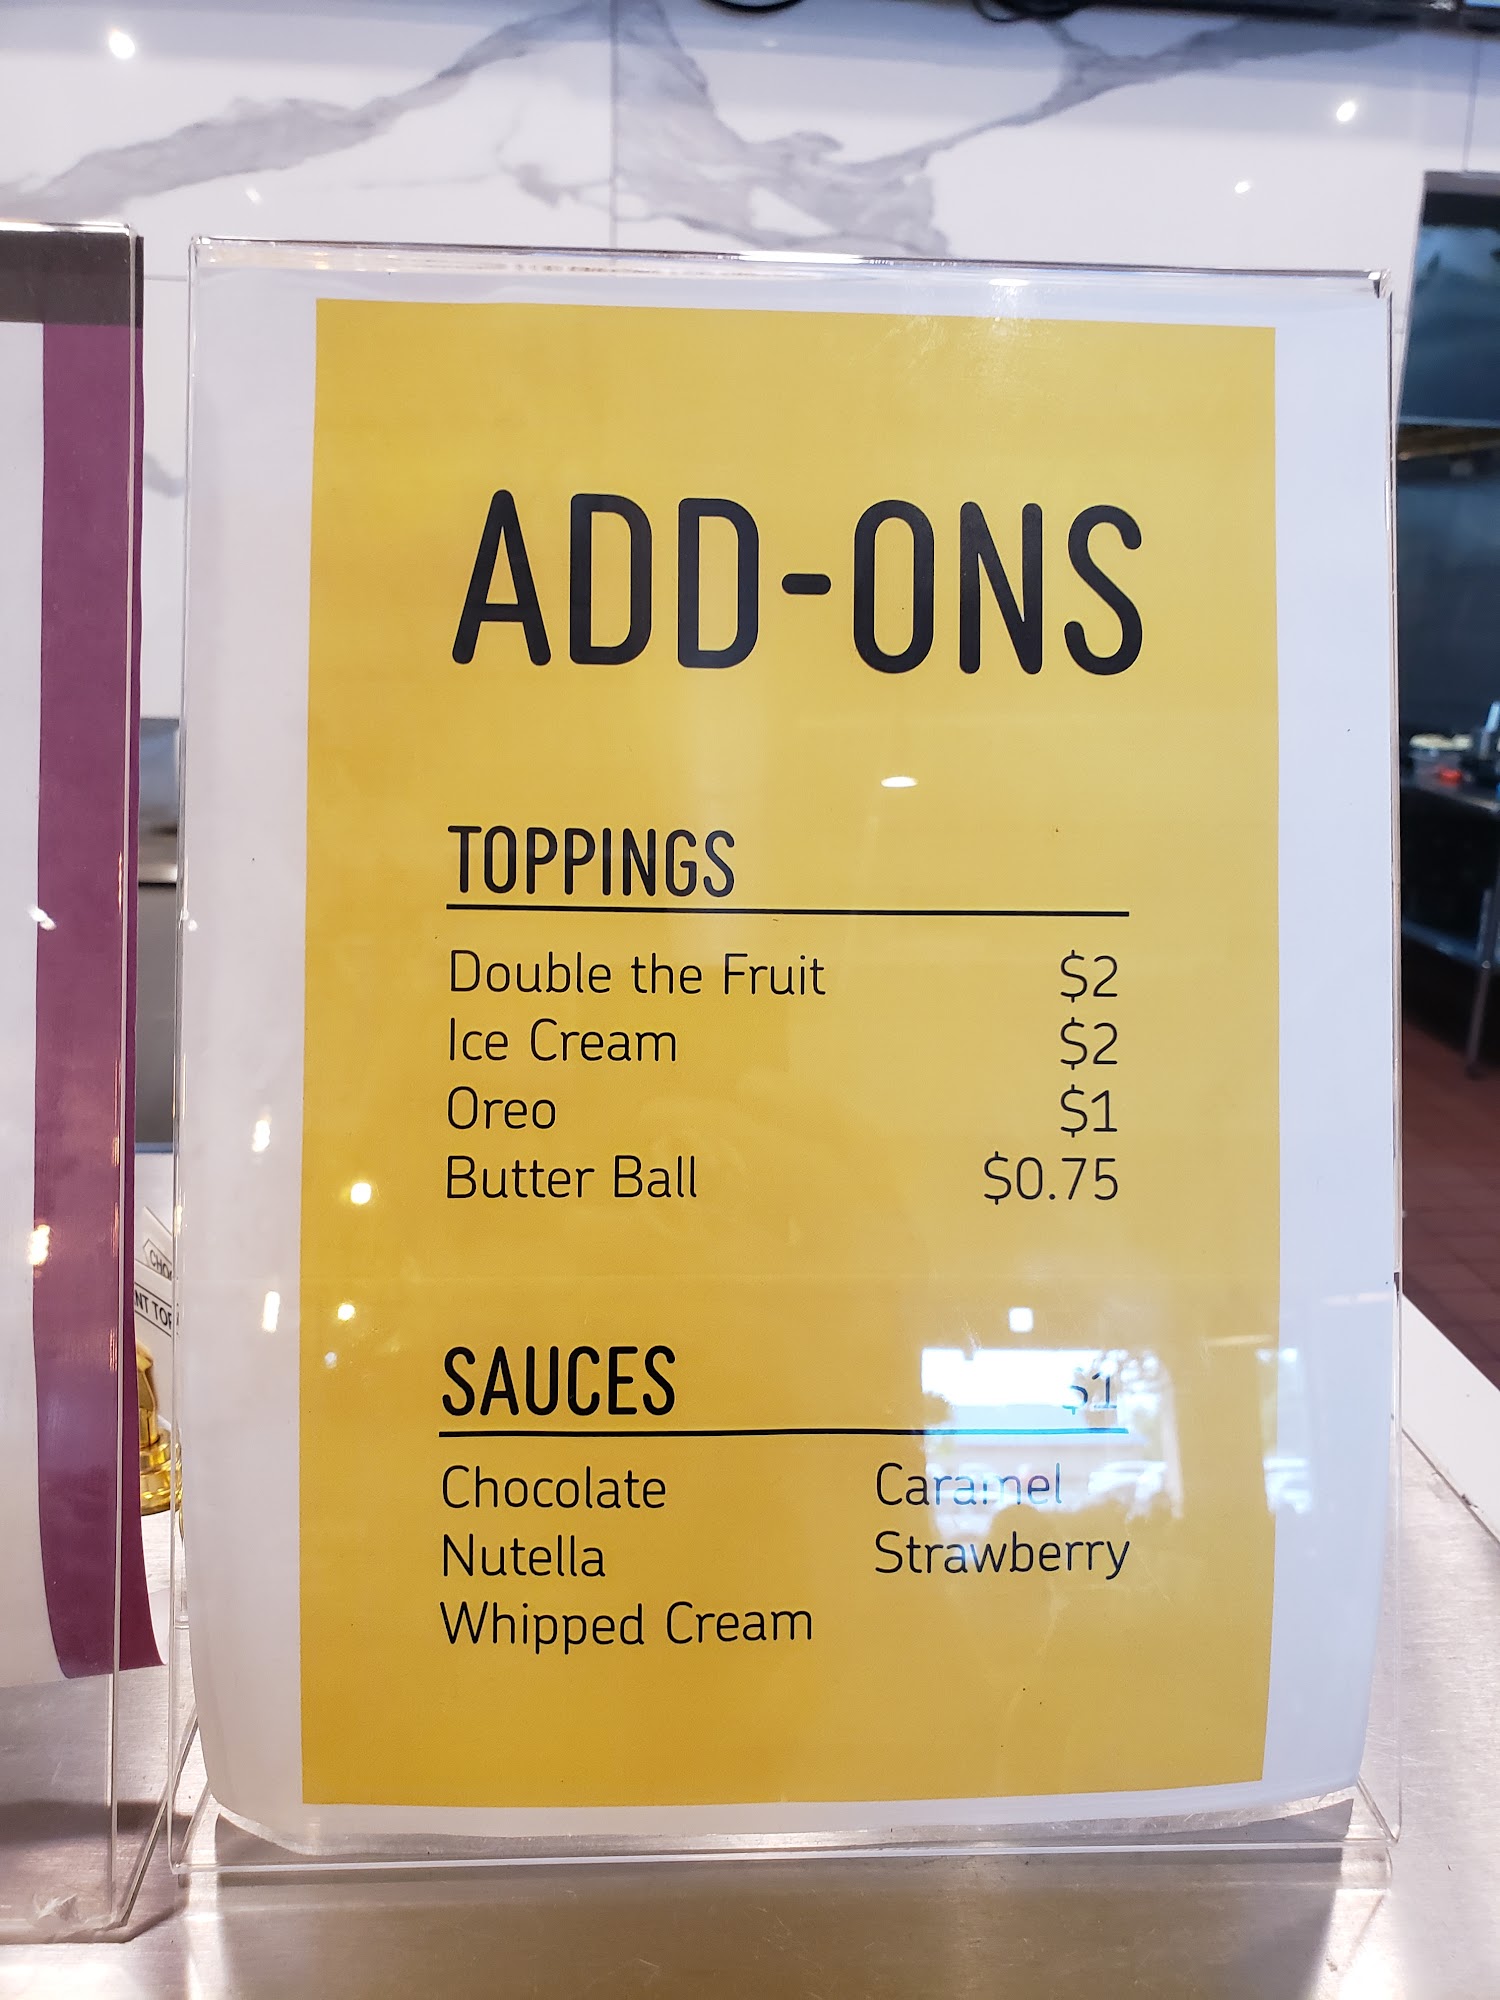 ADD-ONS
TOPPINGS
Double the Fruit $2
Ice Cream $2
Oreo $1
Butter Ball $0.75
SAUCES $1
Chocolate Caramel
Nutella Strawberry
Whipped Cream